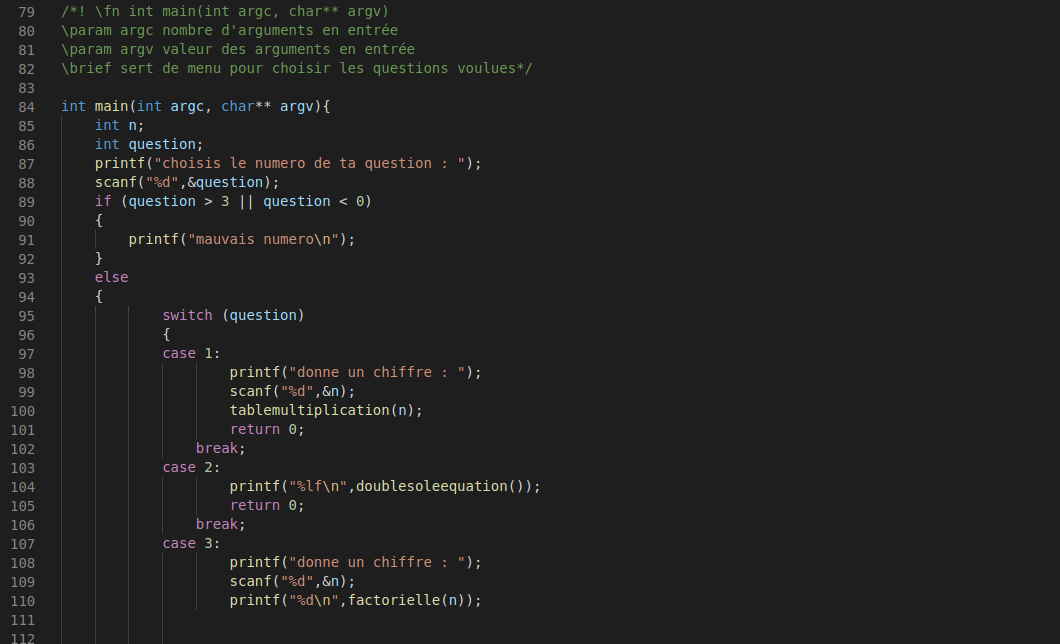 79 /*! \fn int main(int argc, char** argv)
80 \param argc nombre d'arguments en entrée
81 \param argv valeur des arguments en entrée
82 \brief sert de menu pour choisir les questions voulues*/
83
84 int main(int argc, char** argv){
85     int n;
86     int question;
87     printf("choisis le numero de ta question : ");
88     scanf("%d",&question);
89     if (question > 3 || question < 0)
90     {
91         printf("mauvais numero\n");
92     }
93     else
94     {
95             switch (question)
96             {
97             case 1:
98                     printf("donne un chiffre : ");
99                     scanf("%d",&n);
100                     tablemultiplication(n);
101                     return 0;
102                 break;
103             case 2:
104                     printf("%lf\n",doublesoleequation());
105                     return 0;
106                 break;
107             case 3:
108                     printf("donne un chiffre : ");
109                     scanf("%d",&n);
110                     printf("%d\n",factorielle(n));
111
112